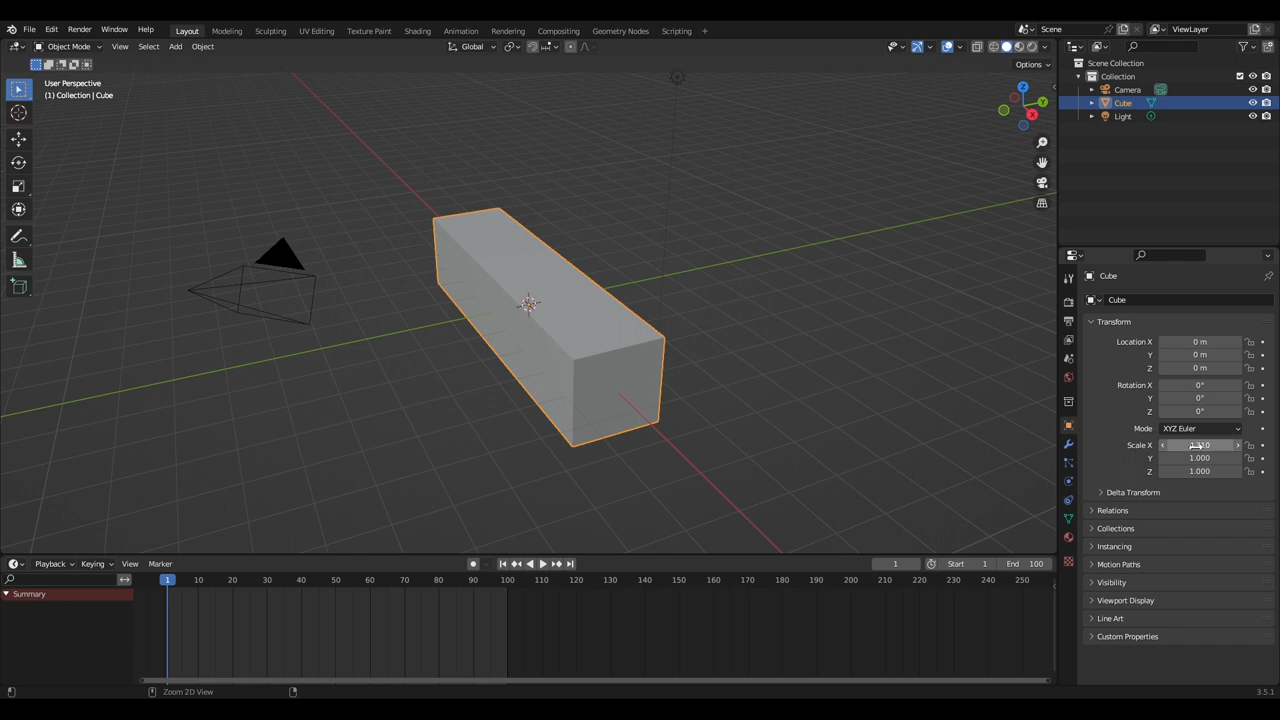 File Edit Render Window Help Layout Modeling Sculpting UV Editing Texture Paint Shading Animation Rendering Compositing Geometry Nodes Scripting Scene ViewLayer
Object Mode View Select Add Object Global
Options
User Perspective
(1) Collection | Cube
Z
Y
X
Scene Collection
Collection
Camera
Cube
Light
Cube
Cube
Transform
Location X 0 m
Y 0 m
Z 0 m
Rotation X 0°
Y 0°
Z 0°
Mode XYZ Euler
Scale X
Y 1.000
Z 1.000
Delta Transform
Relations
Collections
Instancing
Motion Paths
Visibility
Viewport Display
Line Art
Custom Properties
Playback Keying View Marker 1 Start 1 End 100
1 10 20 30 40 50 60 70 80 90 100 110 120 130 140 150 160 170 180 190 200 210 220 230 240 250
Summary
Zoom 2D View 3.5.1